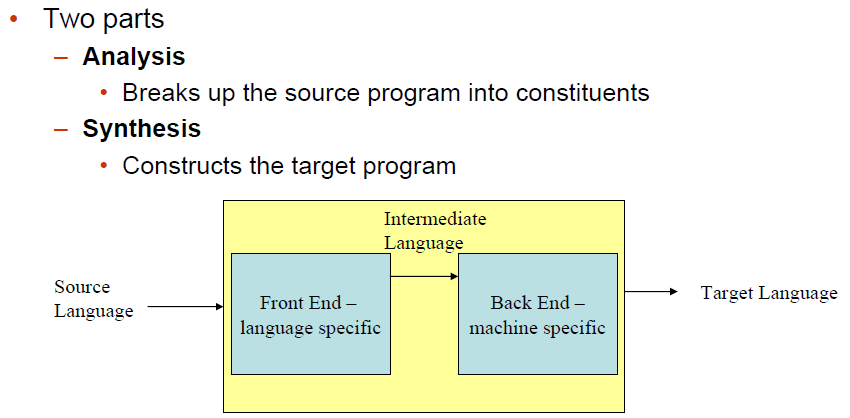 • Two parts
– Analysis
• Breaks up the source program into constituents
– Synthesis
• Constructs the target program
Intermediate
Language
Source
Language
Front End –
language specific
Back End –
machine specific
Target Language